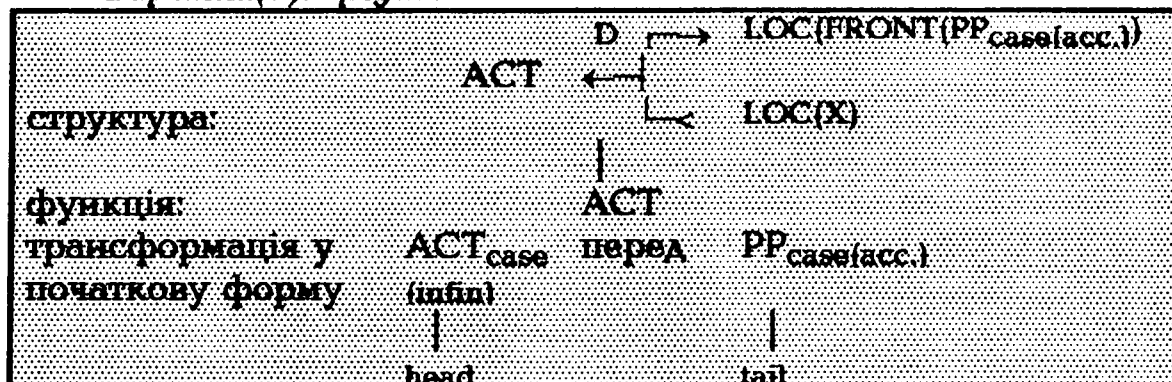 D LOC(FRONT(PPcase(acc.))
ACT
структура: LOC(X)
функція: ACT
трансформація у ACTcase перед PPcase(acc.)
початкову форму (infin)
head tail